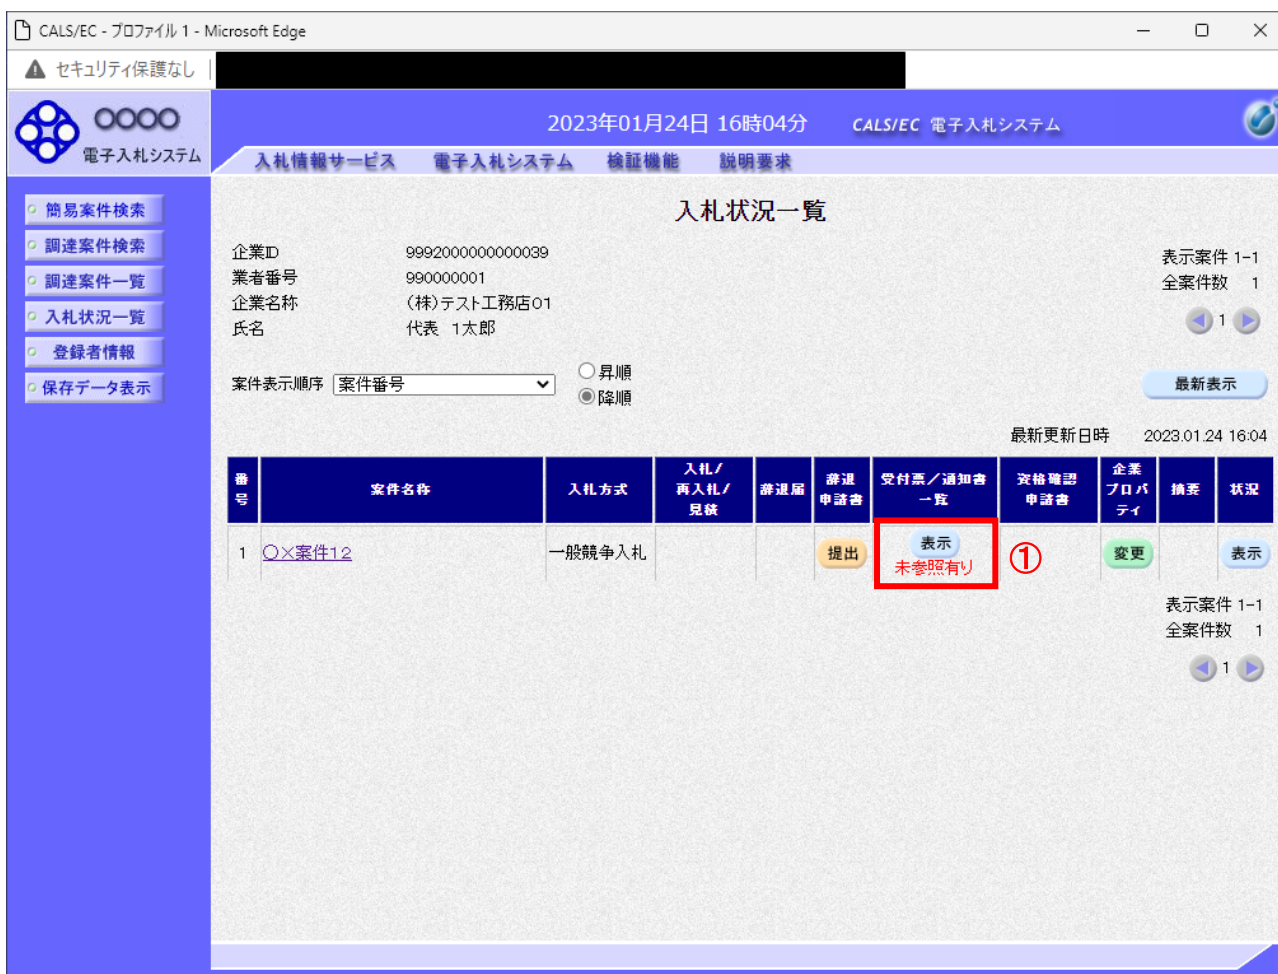 CALS/EC - プロファイル 1 - Microsoft Edge
セキュリティ保護なし
OOOO
電子入札システム
2023年01月24日 16時04分
CALS/EC 電子入札システム
入札情報サービス 電子入札システム 検証機能 説明要求
簡易案件検索
調達案件検索
調達案件一覧
入札状況一覧
登録者情報
保存データ表示
入札状況一覧
企業ID 9992000000000039
業者番号 990000001
企業名称 (株)テスト工務店01
氏名 代表 1太郎
表示案件 1-1
全案件数 1
1
案件表示順序 案件番号
昇順
降順
最新表示
最新更新日時 2023.01.24 16:04
番号 案件名称 入札方式 入札/再入札/見積 辞退届 辞退申請書 受付票/通知書一覧 資格確認申請書 企業プロパティ 摘要 状況
1 〇×案件12 一般競争入札 提出 表示 変更 表示
未参照有り
①
表示案件 1-1
全案件数 1
1